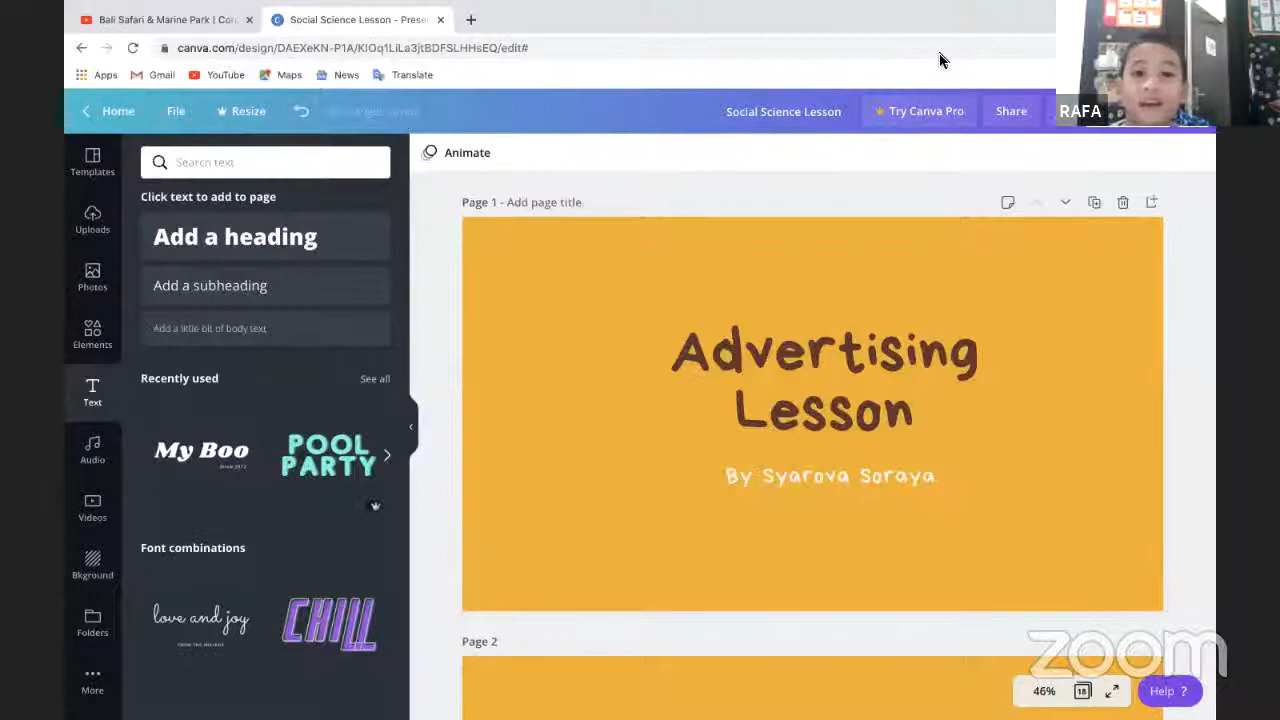 Bali Safari & Marine Park | Co
Social Science Lesson - Prese
canva.com/design/DAEXeKN-P1A/KIOq1LiLa3jtBDFSLHHsEQ/edit#
Apps
Gmail
YouTube
Maps
News
Translate
RAFA
Home
File
Resize
Social Science Lesson
Try Canva Pro
Share
Templates
Uploads
Photos
Elements
Text
Audio
Videos
Bkground
Folders
More
Search text
Click text to add to page
Add a heading
Add a subheading
Add a little bit of body text
Recently used
See all
My Boo
POOL
PARTY
Font combinations
love and joy
CHILL
Animate
Page 1 - Add page title
Advertising
Lesson
By Syarova Soraya
Page 2
zoom
46%
18
Help ?